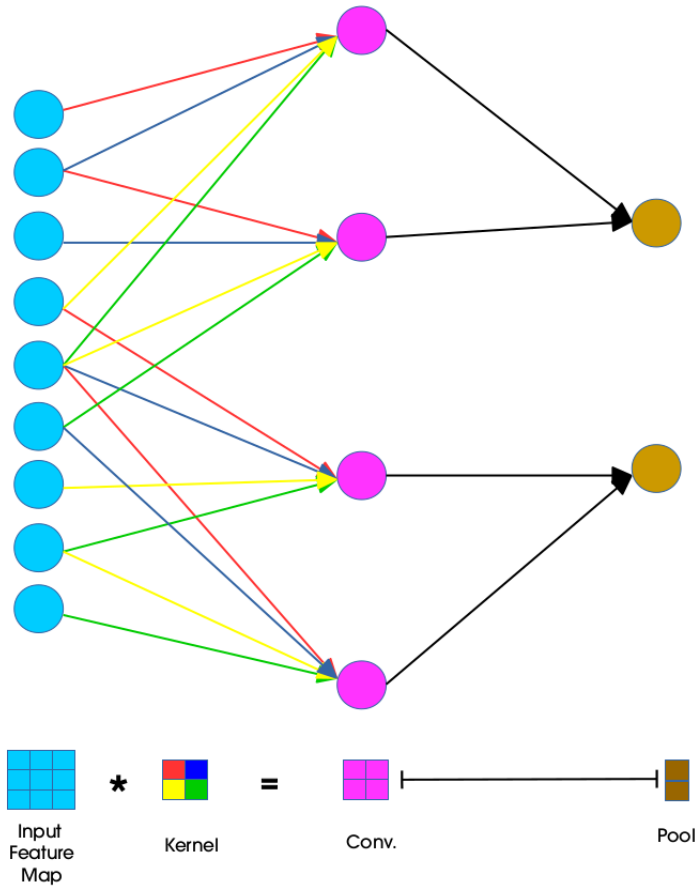 *
=
Input
Feature
Map
Kernel
Conv.
Pool